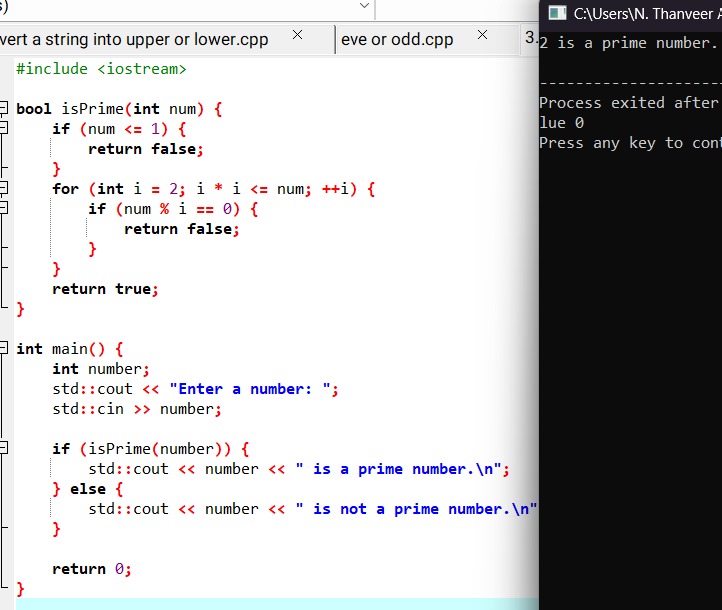 s)
vert a string into upper or lower.cpp
eve or odd.cpp
3.
#include <iostream>
bool isPrime(int num) {
    if (num <= 1) {
        return false;
    }
    for (int i = 2; i * i <= num; ++i) {
        if (num % i == 0) {
            return false;
        }
    }
    return true;
}
int main() {
    int number;
    std::cout << "Enter a number: ";
    std::cin >> number;
    if (isPrime(number)) {
        std::cout << number << " is a prime number.\n";
    } else {
        std::cout << number << " is not a prime number.\n"
    }
    return 0;
}
C:\Users\N. Thanveer A
2 is a prime number.
--------------------
Process exited after
lue 0
Press any key to cont